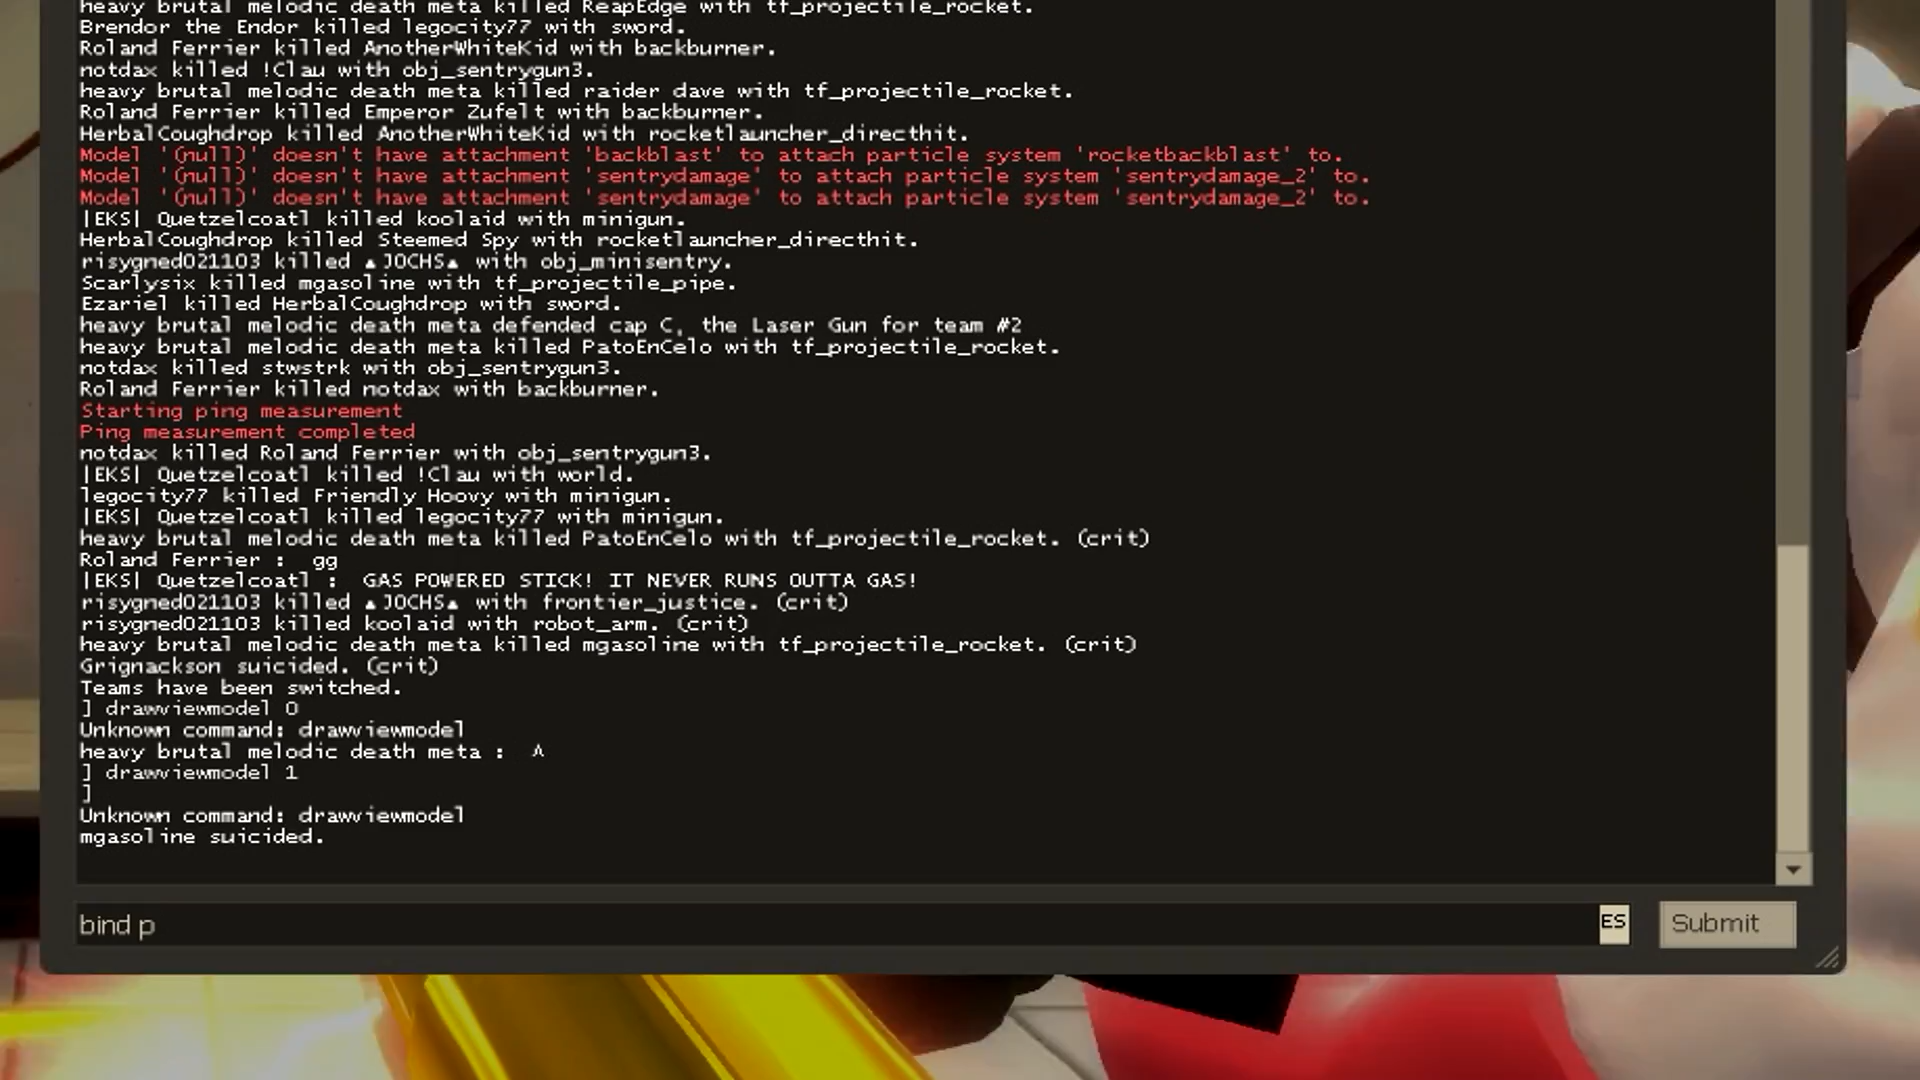 heavy brutal melodic death meta killed ReapEdge with tf_projectile_rocket.
Brendor the Endor killed legocity77 with sword.
Roland Ferrier killed AnotherWhiteKid with backburner.
notdax killed !Clau with obj_sentrygun3.
heavy brutal melodic death meta killed raider dave with tf_projectile_rocket.
Roland Ferrier killed Emperor Zufelt with backburner.
HerbalCoughdrop killed AnotherWhiteKid with rocketlauncher_directhit.
Model '(null)' doesn't have attachment 'backblast' to attach particle system 'rocketbackblast' to.
Model '(null)' doesn't have attachment 'sentrydamage' to attach particle system 'sentrydamage_2' to.
Model '(null)' doesn't have attachment 'sentrydamage' to attach particle system 'sentrydamage_2' to.
|EKS| Quetzelcoatl killed koolaid with minigun.
HerbalCoughdrop killed Steemed Spy with rocketlauncher_directhit.
risygned021103 killed ▲JOCHS▲ with obj_minisentry.
Scarlysix killed mgasoline with tf_projectile_pipe.
Ezariel killed HerbalCoughdrop with sword.
heavy brutal melodic death meta defended cap C, the Laser Gun for team #2
heavy brutal melodic death meta killed PatoEnCelo with tf_projectile_rocket.
notdax killed stwstrk with obj_sentrygun3.
Roland Ferrier killed notdax with backburner.
Starting ping measurement
Ping measurement completed
notdax killed Roland Ferrier with obj_sentrygun3.
|EKS| Quetzelcoatl killed !Clau with world.
legocity77 killed Friendly Hoovy with minigun.
|EKS| Quetzelcoatl killed legocity77 with minigun.
heavy brutal melodic death meta killed PatoEnCelo with tf_projectile_rocket. (crit)
Roland Ferrier :  gg
|EKS| Quetzelcoatl :  GAS POWERED STICK! IT NEVER RUNS OUTTA GAS!
risygned021103 killed ▲JOCHS▲ with frontier_justice. (crit)
risygned021103 killed koolaid with robot_arm. (crit)
heavy brutal melodic death meta killed mgasoline with tf_projectile_rocket. (crit)
Grignackson suicided. (crit)
Teams have been switched.
] drawviewmodel 0
Unknown command: drawviewmodel
heavy brutal melodic death meta :  ^
] drawviewmodel 1
]
Unknown command: drawviewmodel
mgasoline suicided.
bind p
ES
Submit